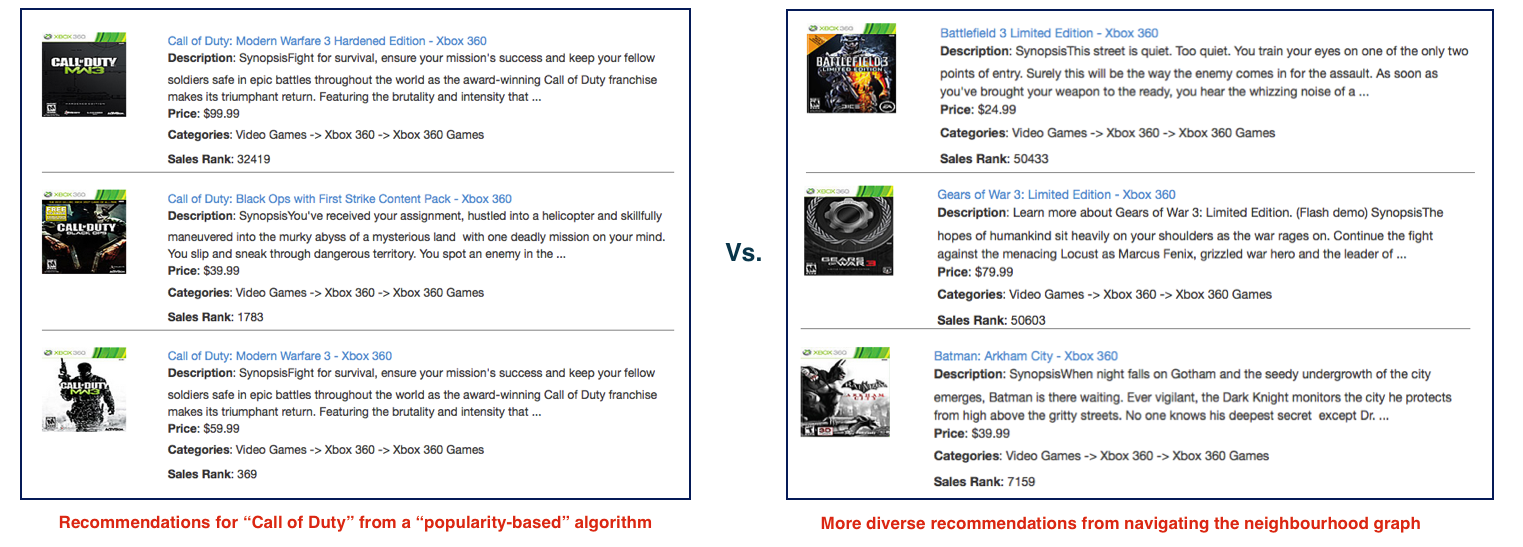 XBOX 360
CALL OF DUTY
MW3
Call of Duty: Modern Warfare 3 Hardened Edition - Xbox 360
Description: SynopsisFight for survival, ensure your mission's success and keep your fellow
soldiers safe in epic battles throughout the world as the award-winning Call of Duty franchise
makes its triumphant return. Featuring the brutality and intensity that ...
Price: $99.99
Categories: Video Games -> Xbox 360 -> Xbox 360 Games
Sales Rank: 32419
XBOX 360
FREE
CALL OF DUTY
BLACK OPS
Call of Duty: Black Ops with First Strike Content Pack - Xbox 360
Description: SynopsisYou've received your assignment, hustled into a helicopter and skillfully
maneuvered into the murky abyss of a mysterious land with one deadly mission on your mind.
You slip and sneak through dangerous territory. You spot an enemy in the ...
Price: $39.99
Categories: Video Games -> Xbox 360 -> Xbox 360 Games
Sales Rank: 1783
XBOX 360
CALL OF DUTY
MW3
Call of Duty: Modern Warfare 3 - Xbox 360
Description: SynopsisFight for survival, ensure your mission's success and keep your fellow
soldiers safe in epic battles throughout the world as the award-winning Call of Duty franchise
makes its triumphant return. Featuring the brutality and intensity that ...
Price: $59.99
Categories: Video Games -> Xbox 360 -> Xbox 360 Games
Sales Rank: 369
Recommendations for “Call of Duty” from a “popularity-based” algorithm
Vs.
XBOX 360
BATTLEFIELD 3
LIMITED EDITION
Battlefield 3 Limited Edition - Xbox 360
Description: SynopsisThis street is quiet. Too quiet. You train your eyes on one of the only two
points of entry. Surely this will be the way the enemy comes in for the assault. As soon as
you've brought your weapon to the ready, you hear the whizzing noise of a ...
Price: $24.99
Categories: Video Games -> Xbox 360 -> Xbox 360 Games
Sales Rank: 50433
XBOX 360
GEARS OF WAR 3
Gears of War 3: Limited Edition - Xbox 360
Description: Learn more about Gears of War 3: Limited Edition. (Flash demo) SynopsisThe
hopes of humankind sit heavily on your shoulders as the war rages on. Continue the fight
against the menacing Locust as Marcus Fenix, grizzled war hero and the leader of ...
Price: $79.99
Categories: Video Games -> Xbox 360 -> Xbox 360 Games
Sales Rank: 50603
XBOX 360
BATMAN
ARKHAM CITY
Batman: Arkham City - Xbox 360
Description: SynopsisWhen night falls on Gotham and the seedy undergrowth of the city
emerges, Batman is there waiting. Ever vigilant, the Dark Knight monitors the city he protects
from high above the gritty streets. No one knows his deepest secret except Dr. ...
Price: $39.99
Categories: Video Games -> Xbox 360 -> Xbox 360 Games
Sales Rank: 7159
More diverse recommendations from navigating the neighbourhood graph